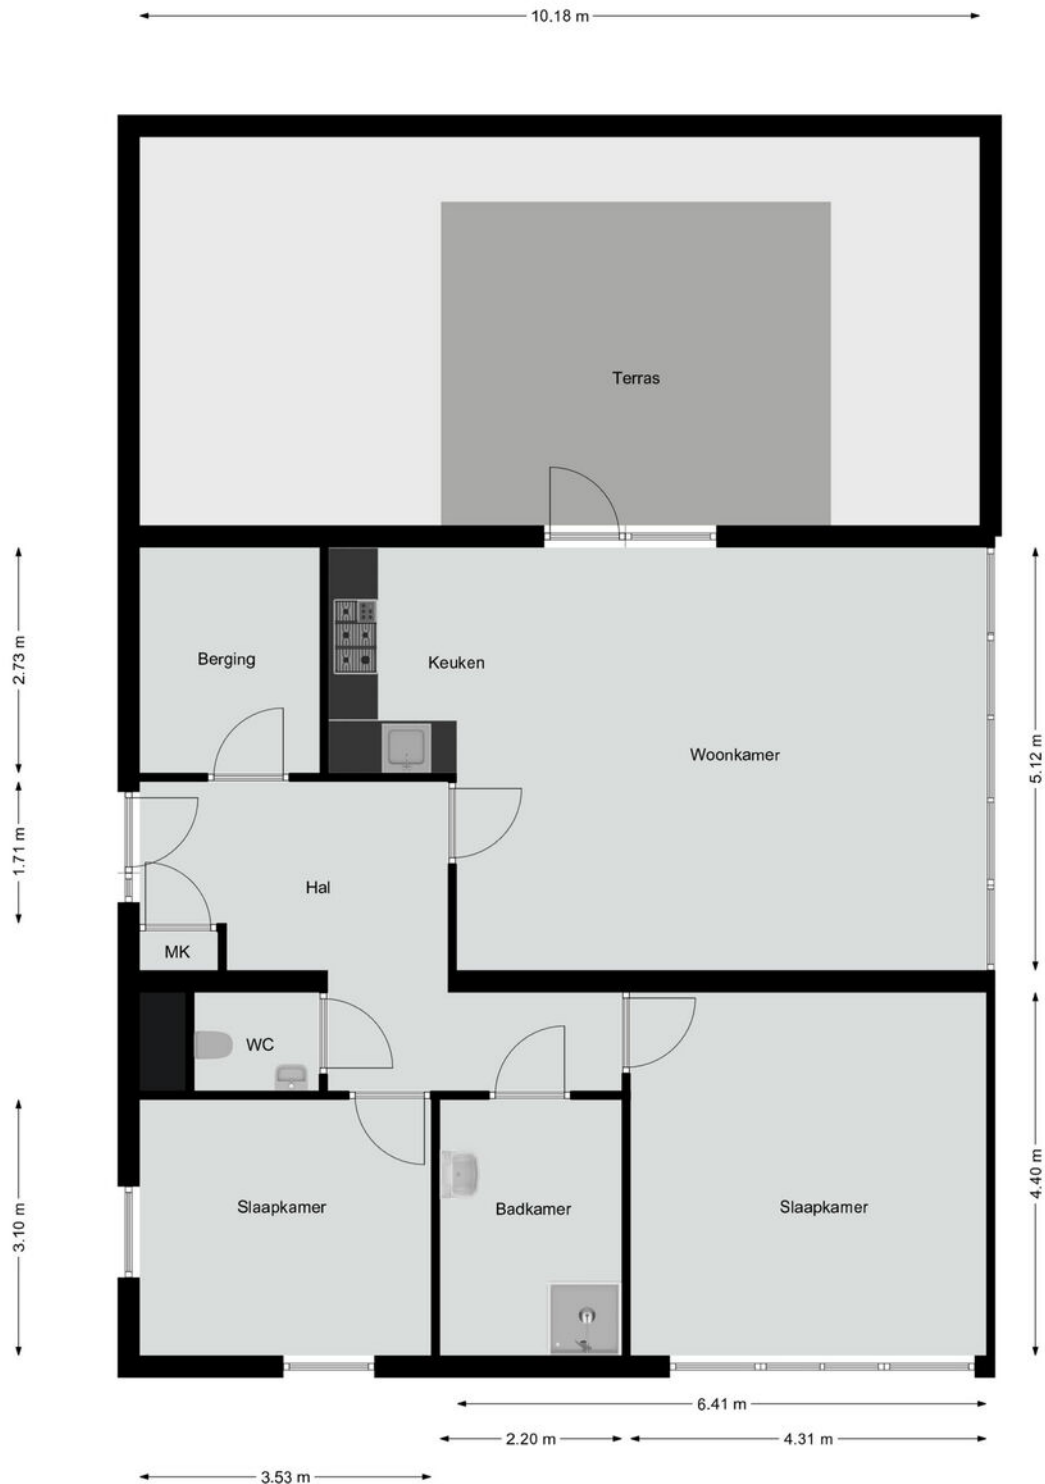 10.18 m
Terras
2.73 m
Berging
Keuken
Woonkamer
5.12 m
1.71 m
Hal
MK
WC
3.10 m
Slaapkamer
Badkamer
Slaapkamer
4.40 m
6.41 m
2.20 m
4.31 m
3.53 m